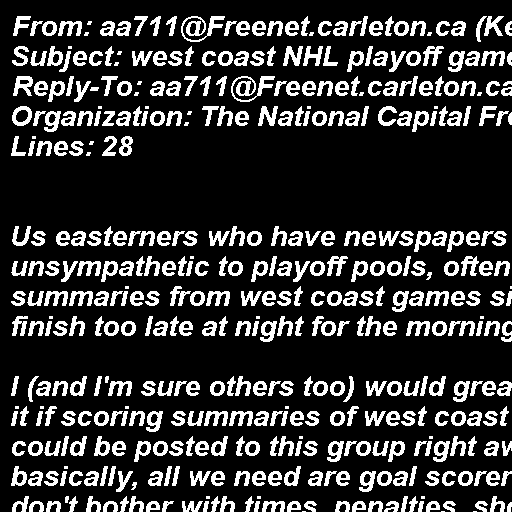 From: aa711@Freenet.carleton.ca (Ke
Subject: west coast NHL playoff game
Reply-To: aa711@Freenet.carleton.ca
Organization: The National Capital Fre
Lines: 28
Us easterners who have newspapers
unsympathetic to playoff pools, often
summaries from west coast games si
finish too late at night for the morning
I (and I'm sure others too) would grea
it if scoring summaries of west coast
could be posted to this group right aw
basically, all we need are goal scorer
don't bother with times, penalties, sho